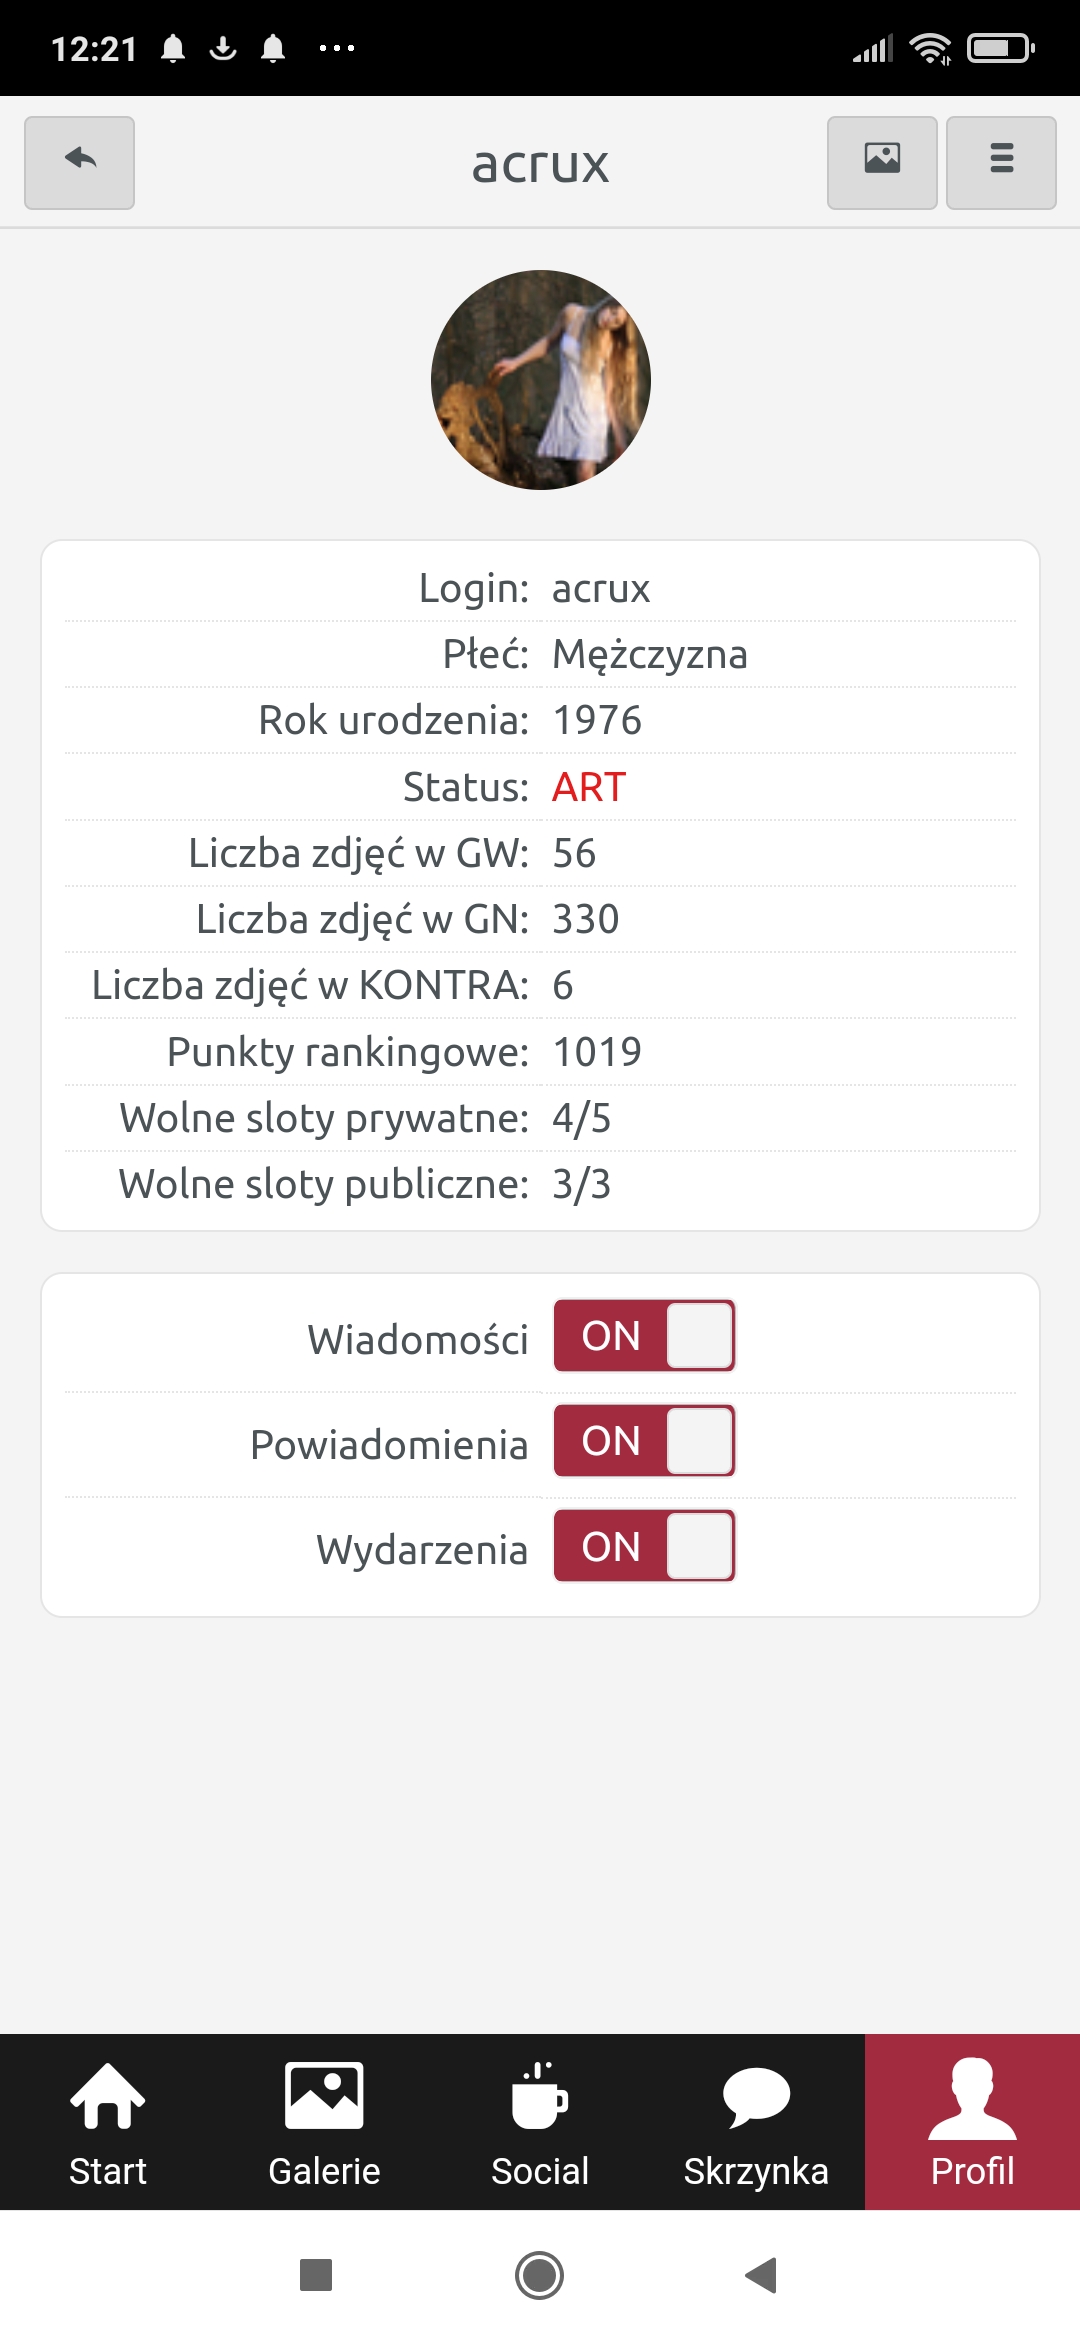 12:21
acrux
Login: acrux
Płeć: Mężczyzna
Rok urodzenia: 1976
Status: ART
Liczba zdjęć w GW: 56
Liczba zdjęć w GN: 330
Liczba zdjęć w KONTRA: 6
Punkty rankingowe: 1019
Wolne sloty prywatne: 4/5
Wolne sloty publiczne: 3/3
Wiadomości ON
Powiadomienia ON
Wydarzenia ON
Start Galerie Social Skrzynka Profil